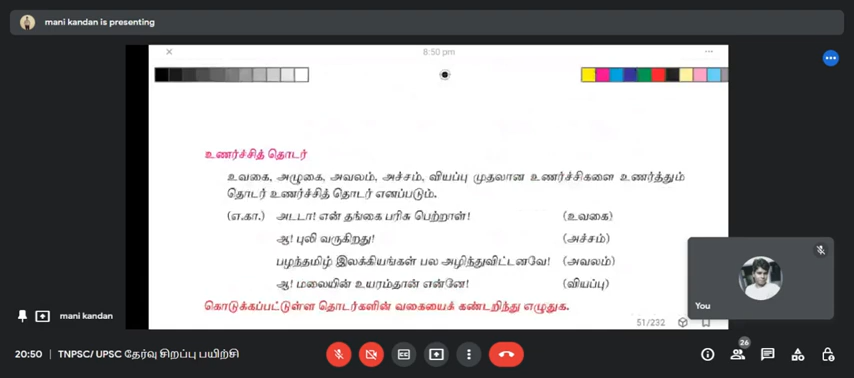 mani kandan is presenting
8:50 pm
உணர்ச்சித் தொடர்
உவகை, அழுகை, அவலம், அச்சம், வியப்பு முதலான உணர்ச்சிகளை உணர்த்தும்
தொடர் உணர்ச்சித் தொடர் எனப்படும்.
(எ.கா.) அடடா! என் தங்கை பரிசு பெற்றாள்! (உவகை)
ஆ! புலி வருகிறது! (அச்சம்)
பழந்தமிழ் இலக்கியங்கள் பல அழிந்துவிட்டனவே! (அவலம்)
ஆ! மலையின் உயரம்தான் என்னே! (வியப்பு)
கொடுக்கப்பட்டுள்ள தொடர்களின் வகையைக் கண்டறிந்து எழுதுக.
51/232
You
mani kandan
20:50 | TNPSC/ UPSC தேர்வு சிறப்பு பயிற்சி
26